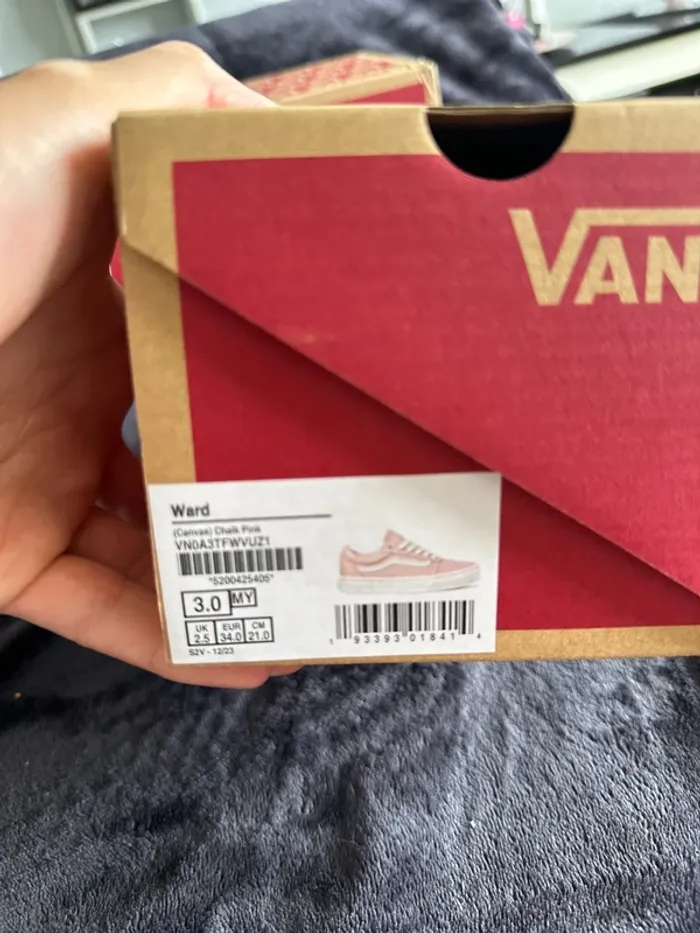 VAN
Ward
(Canvas) Chalk Pink
VN0A3TFWVUZ1
*5200425405*
3.0 MY
UK EUR CM
2.5 34.0 21.0
S2V - 12/23
1 93393 01841 4